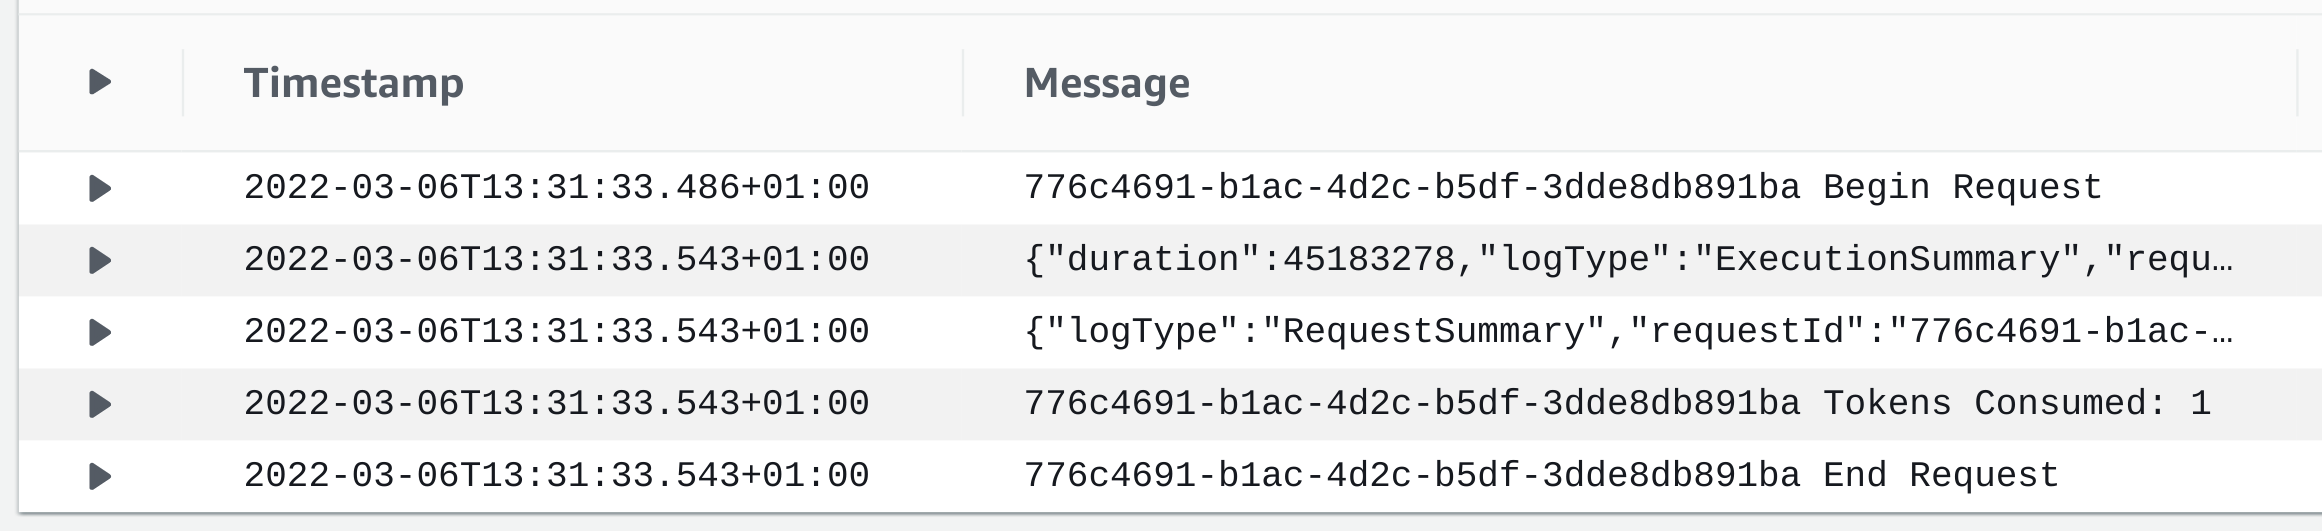 Timestamp Message
2022-03-06T13:31:33.486+01:00 776c4691-b1ac-4d2c-b5df-3dde8db891ba Begin Request
2022-03-06T13:31:33.543+01:00 {"duration":45183278,"logType":"ExecutionSummary","requ…
2022-03-06T13:31:33.543+01:00 {"logType":"RequestSummary","requestId":"776c4691-b1ac-…
2022-03-06T13:31:33.543+01:00 776c4691-b1ac-4d2c-b5df-3dde8db891ba Tokens Consumed: 1
2022-03-06T13:31:33.543+01:00 776c4691-b1ac-4d2c-b5df-3dde8db891ba End Request